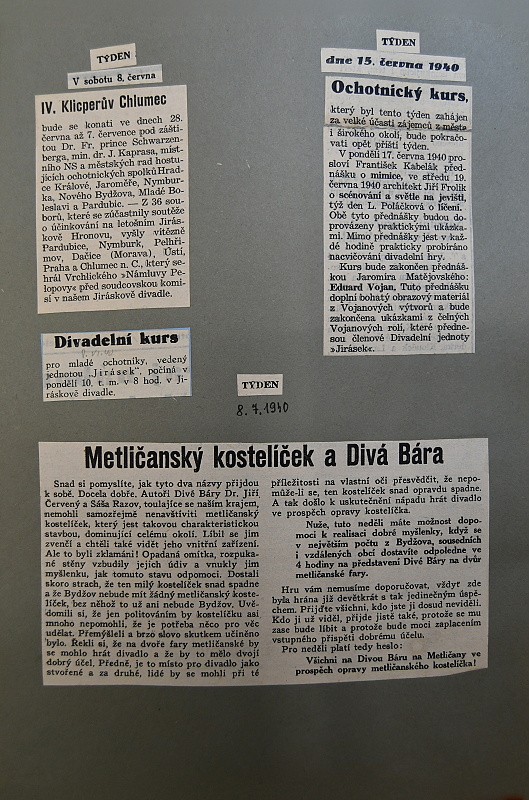 TÝDEN
V sobotu 8. června
IV. Klicperův Chlumec
bude se konati ve dnech 28.
června až 7. července pod zášti-
tou Dr. Fr. prince Schwarzen-
berga, min. dr. J. Kaprasa, míst-
ního NS a městských rad hostu-
jících ochotnických spolků Hrad-
ce Králové, Jaroměře, Nymbur-
ka, Nového Bydžova, Mladé Bo-
leslavi a Pardubic. — Z 36 sou-
borů, které se zúčastnily soutěže
o účinkování na letošním Jirás-
kově Hronovu, vyšly vítězně
Pardubice, Nymburk, Pelhři-
mov, Dačice (Morava), Ústí,
Praha a Chlumec n. C., který se-
hrál Vrchlického »Námluvy Pe-
lopovy« před soudcovskou komi-
sí v našem Jiráskově divadle.
Divadelní kurs
pro mladé ochotníky, vedený
jednotou „Jirásek", počíná v
pondělí 10. t. m. v 8 hod. v Ji-
ráskově divadle.
TÝDEN
dne 15. června 1940
Ochotnický kurs,
který byl tento týden zahájen
za velké účasti zájemců z města
i širokého okolí, bude pokračo-
vati opět příští týden.
V pondělí 17. června 1940 pro-
sloví František Kabelák před-
nášku o mimice, ve středu 19.
června 1940 architekt Jiří Frolík
o scénování a světle na jevišti,
týž den L. Poláčková o líčení.
Obě tyto přednášky budou do-
provázeny praktickými ukázka-
mi. Mimo přednášky jest v kaž-
dé hodině prakticky probíráno
nacvičování divadelní hry.
Kurs bude zakončen přednáš-
kou Jaromíra Matějovského:
Eduard Vojan, Tuto přednášku
doplní bohatý obrazový materiál
z Vojanových výtvorů a bude
zakončena ukázkami z čelných
Vojanových rolí, které předne-
sou členové Divadelní jednoty
»Jirásek«.
TÝDEN
8. 7. 1940
Metličanský kostelíček a Divá Bára
Snad si pomyslíte, jak tyto dva názvy přijdou
k sobě. Docela dobře. Autoři Divé Báry Dr. Jiří
Červený a Sáša Razov, toulajíce se naším krajem,
nemohli samozřejmě nenavštíviti metličanský
kostelíček, který jest takovou charakteristickou
stavbou, dominující celému okolí. Líbil se jim
zvenčí a chtěli také vidět jeho vnitřní zařízení.
Ale to byli zklamáni! Opadaná omítka, rozpuka-
né stěny vzbudily jejich údiv a vnukly jim
myšlenku, jak tomuto stavu odpomoci. Dostali
skoro strach, že ten milý kostelíček snad spadne
a že Bydžov nebude mít žádný metličanský koste-
líček, bez něhož to už ani nebude Bydžov. Uvě-
domili si, že jen politováním by kostelíčku asi
mnoho nepomohli, že je potřeba něco pro věc
udělat. Přemýšleli a brzo slovo skutkem učiněno
bylo. Řekli si, že na dvoře fary metličanské by
se mohlo hrát divadlo a že by to mělo dvojí
dobrý účel. Předně, je to místo pro divadlo jako
stvořené a za druhé, lidé by se mohli při té
příležitosti na vlastní oči přesvědčit, že nepo-
může-li se, ten kostelíček snad opravdu spadne.
A tak došlo k uskutečnění nápadu hrát divadlo
ve prospěch opravy kostelíčka.
Nuže, tuto neděli máte možnost dopo-
moci k realisaci dobré myšlenky, když se
v největším počtu z Bydžova, sousedních
i vzdálených obcí dostavíte odpoledne ve
4 hodiny na představení Divé Báry na dvůr
metličanské fary.
Hru vám nemusíme doporučovat, vždyť zde
byla hrána již devětkrát s tak jedinečným úspě-
chem. Přijďte všichni, kdo jste ji dosud neviděli.
Kdo ji už viděl, přijde jistě také, protože se mu
zase bude líbit a protože bude moci zaplacením
vstupného přispěti dobrému účelu.
Pro neděli platí tedy heslo:
Všichni na Divou Báru na Metličany ve
prospěch opravy metličanského kostelíčka!